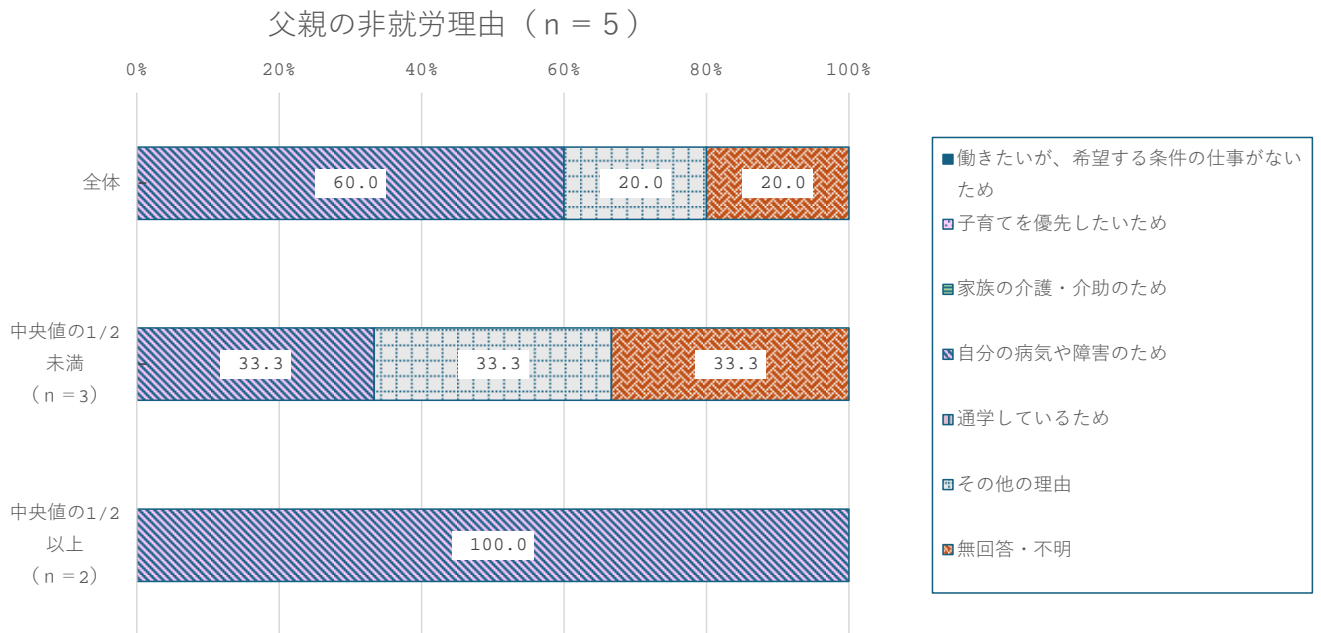 父親の非就労理由（ｎ＝５）
0% 20% 40% 60% 80% 100%
全体
60.0 20.0 20.0
中央値の1/2
未満
（ｎ＝3）
33.3 33.3 33.3
中央値の1/2
以上
（ｎ＝2）
100.0
働きたいが、希望する条件の仕事がない
ため
子育てを優先したいため
家族の介護・介助のため
自分の病気や障害のため
通学しているため
その他の理由
無回答・不明